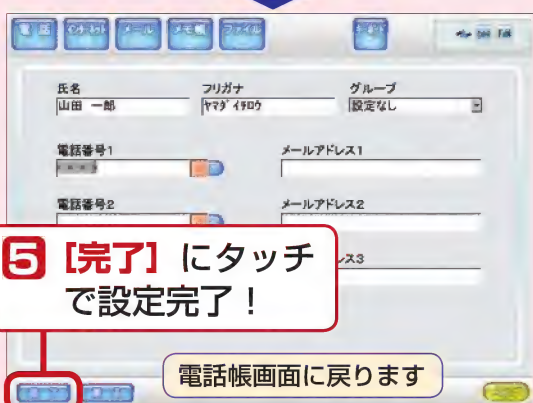 電話 インターネット メール メモ帳 ファイル
氏名 フリガナ グループ
山田 一郎 ヤマダ イチロウ 設定なし
電話番号1 メールアドレス1
電話番号2 メールアドレス2
5 [完了] にタッチ
で設定完了!
電話帳画面に戻ります